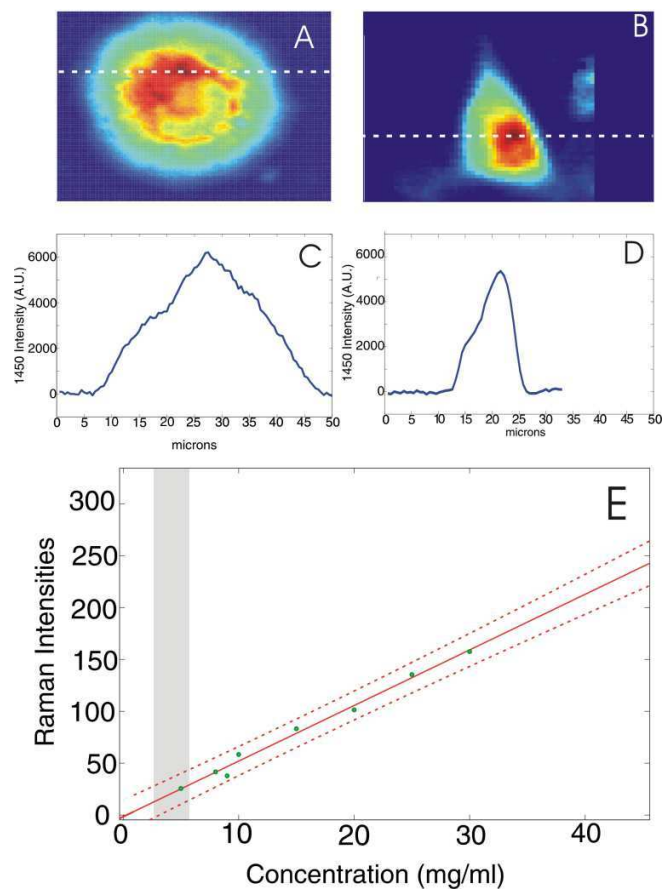 A
B
C
1450 Intensity (A.U.)
6000
4000
2000
0
0 5 10 15 20 25 30 35 40 45 50
microns
D
1450 Intensity (A.U.)
6000
4000
2000
0
0 5 10 15 20 25 30 35 40 45 50
microns
E
Raman Intensities
300
250
200
150
100
50
0
0 10 20 30 40
Concentration (mg/ml)